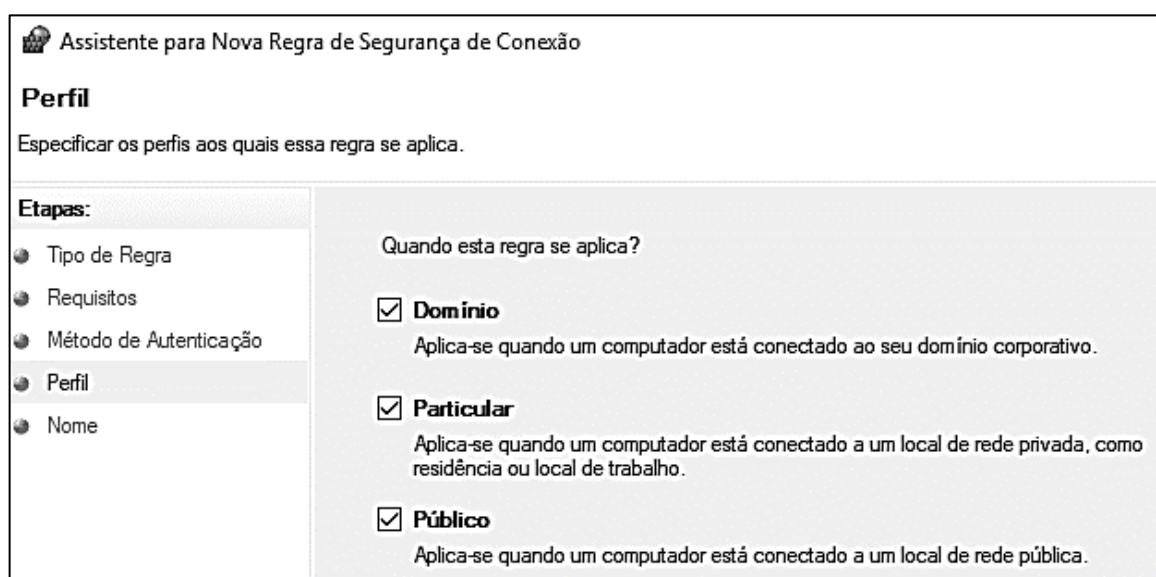 Assistente para Nova Regra de Segurança de Conexão
Perfil
Especificar os perfis aos quais essa regra se aplica.
Etapas:
Tipo de Regra
Requisitos
Método de Autenticação
Perfil
Nome
Quando esta regra se aplica?
Domínio
Aplica-se quando um computador está conectado ao seu domínio corporativo.
Particular
Aplica-se quando um computador está conectado a um local de rede privada, como
residência ou local de trabalho.
Público
Aplica-se quando um computador está conectado a um local de rede pública.